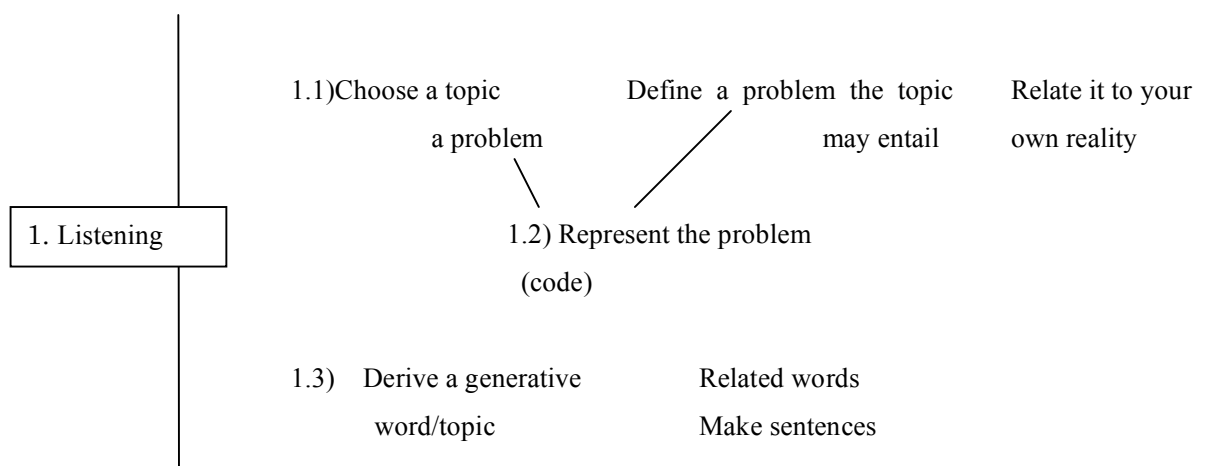 1.1)Choose a topic Define a problem the topic Relate it to your
a problem may entail own reality
1. Listening
1.2) Represent the problem
(code)
1.3) Derive a generative Related words
word/topic Make sentences